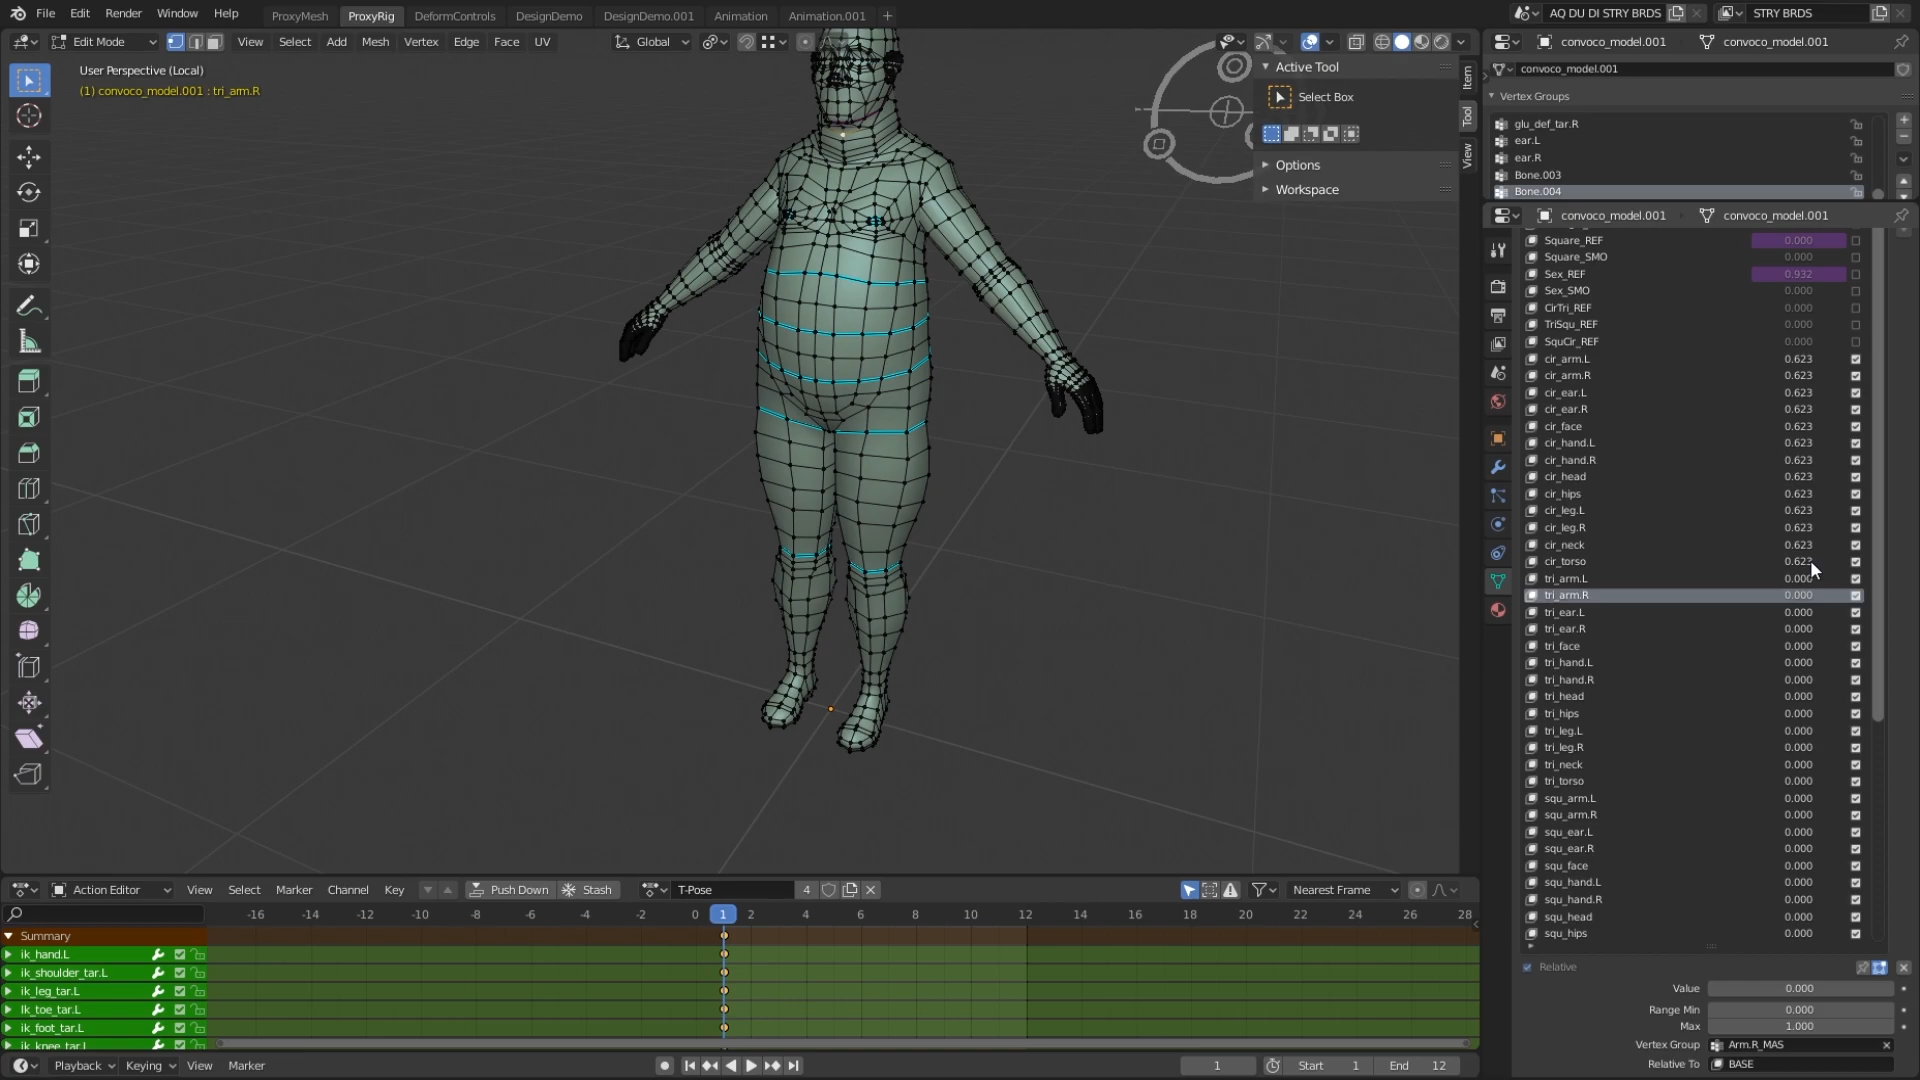 File Edit Render Window Help ProxyMesh ProxyRig DeformControls DesignDemo DesignDemo.001 Animation Animation.001 + AQ DU DI STRY BRDS STRY BRDS
Edit Mode View Select Add Mesh Vertex Edge Face UV Global
convoco_model.001 convoco_model.001
User Perspective (Local)
(1) convoco_model.001 : tri_arm.R
Active Tool
Select Box
Options
Workspace
Item
Tool
View
convoco_model.001
Vertex Groups
glu_def_tar.R
ear.L
ear.R
Bone.003
Bone.004
convoco_model.001 convoco_model.001
Square_REF 0.000
Square_SMO 0.000
Sex_REF 0.932
Sex_SMO 0.000
CirTri_REF 0.000
TriSqu_REF 0.000
SquCir_REF 0.000
cir_arm.L 0.623
cir_arm.R 0.623
cir_ear.L 0.623
cir_ear.R 0.623
cir_face 0.623
cir_hand.L 0.623
cir_hand.R 0.623
cir_head 0.623
cir_hips 0.623
cir_leg.L 0.623
cir_leg.R 0.623
cir_neck 0.623
cir_torso 0.623
tri_arm.L 0.000
tri_arm.R 0.000
tri_ear.L 0.000
tri_ear.R 0.000
tri_face 0.000
tri_hand.L 0.000
tri_hand.R 0.000
tri_head 0.000
tri_hips 0.000
tri_leg.L 0.000
tri_leg.R 0.000
tri_neck 0.000
tri_torso 0.000
squ_arm.L 0.000
squ_arm.R 0.000
squ_ear.L 0.000
squ_ear.R 0.000
squ_face 0.000
squ_hand.L 0.000
squ_hand.R 0.000
squ_head 0.000
squ_hips 0.000
Relative
Value 0.000
Range Min 0.000
Max 1.000
Vertex Group Arm.R_MAS
Relative To BASE
Action Editor View Select Marker Channel Key Push Down Stash T-Pose 4 Nearest Frame
-16 -14 -12 -10 -8 -6 -4 -2 0 1 2 4 6 8 10 12 14 16 18 20 22 24 26 28
Summary
ik_hand.L
ik_shoulder_tar.L
ik_leg_tar.L
Ik_toe_tar.L
ik_foot_tar.L
ik_knee_tar.L
Playback Keying View Marker 1 Start 1 End 12